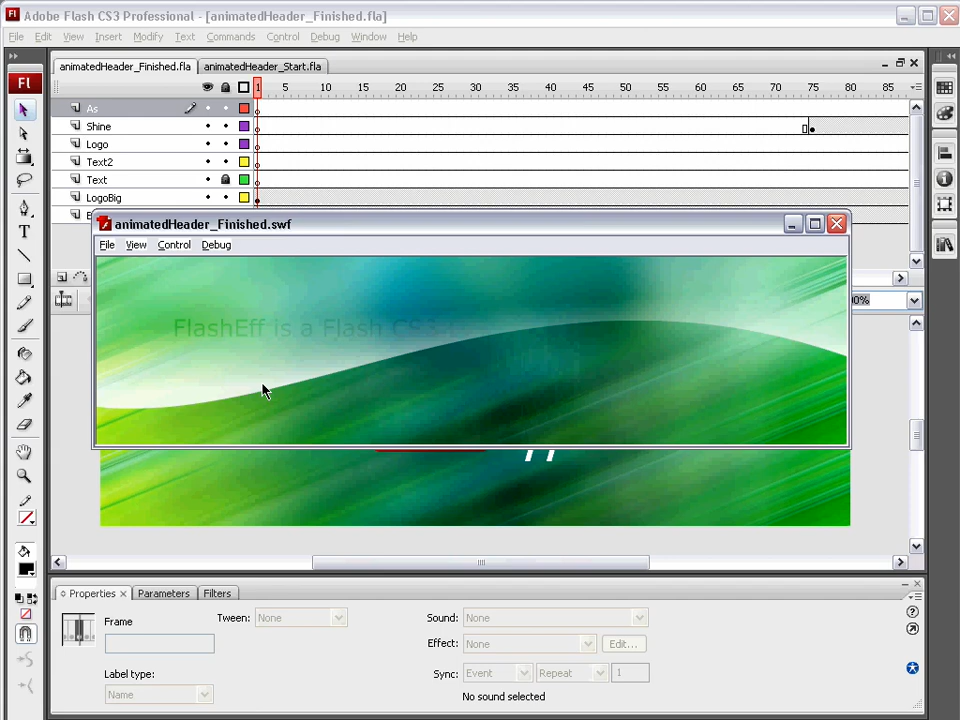 Adobe Flash CS3 Professional - [animatedHeader_Finished.fla]
File Edit View Insert Modify Text Commands Control Debug Window Help
animatedHeader_Finished.fla animatedHeader_Start.fla
Fl
1 5 10 15 20 25 30 35 40 45 50 55 60 65 70 75 80 85
As
Shine
Logo
Text2
Text
LogoBig
animatedHeader_Finished.swf
File View Control Debug
FlashEff is a Flash CS3
Properties Parameters Filters
Frame
Tween: None
Sound: None
Effect: None Edit...
Label type:
Name
Sync: Event Repeat 1
No sound selected